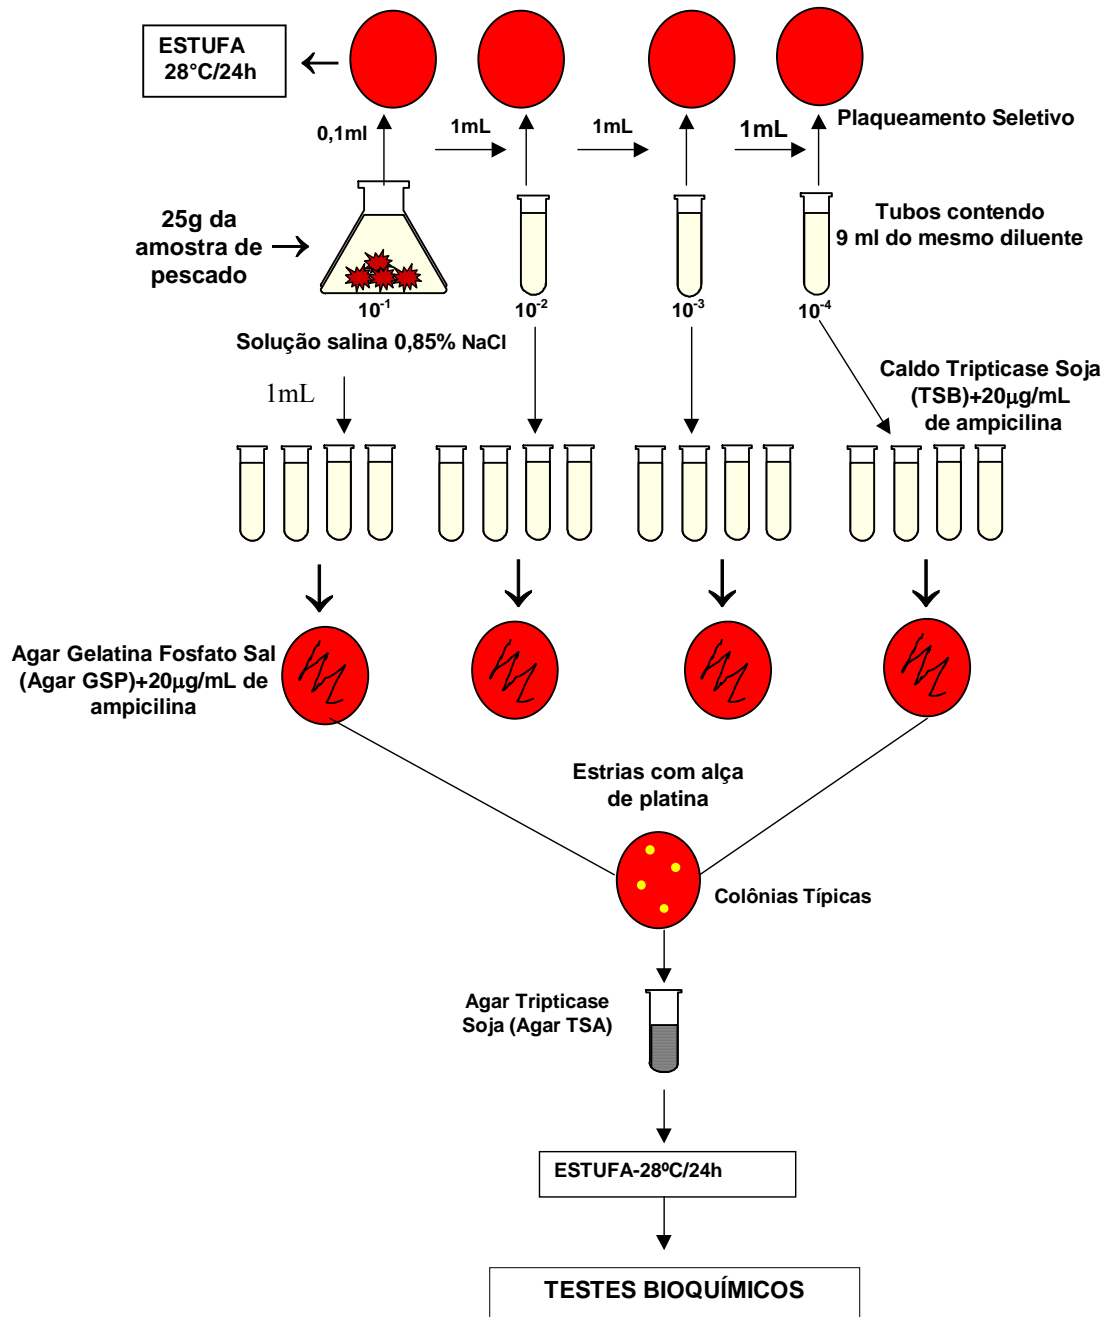 ESTUFA
28°C/24h
0,1ml
1mL
1mL
1mL
Plaqueamento Seletivo
25g da
amostra de
pescado
Tubos contendo
9 ml do mesmo diluente
10⁻¹
10⁻²
10⁻³
10⁻⁴
Solução salina 0,85% NaCl
1mL
Caldo Tripticase Soja
(TSB)+20µg/mL
de ampicilina
Agar Gelatina Fosfato Sal
(Agar GSP)+20µg/mL de
ampicilina
Estrias com alça
de platina
Colônias Típicas
Agar Tripticase
Soja (Agar TSA)
ESTUFA-28ºC/24h
TESTES BIOQUÍMICOS